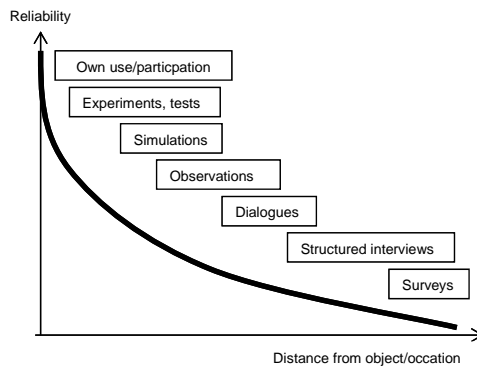 Reliability
Own use/particpation
Experiments, tests
Simulations
Observations
Dialogues
Structured interviews
Surveys
Distance from object/occation